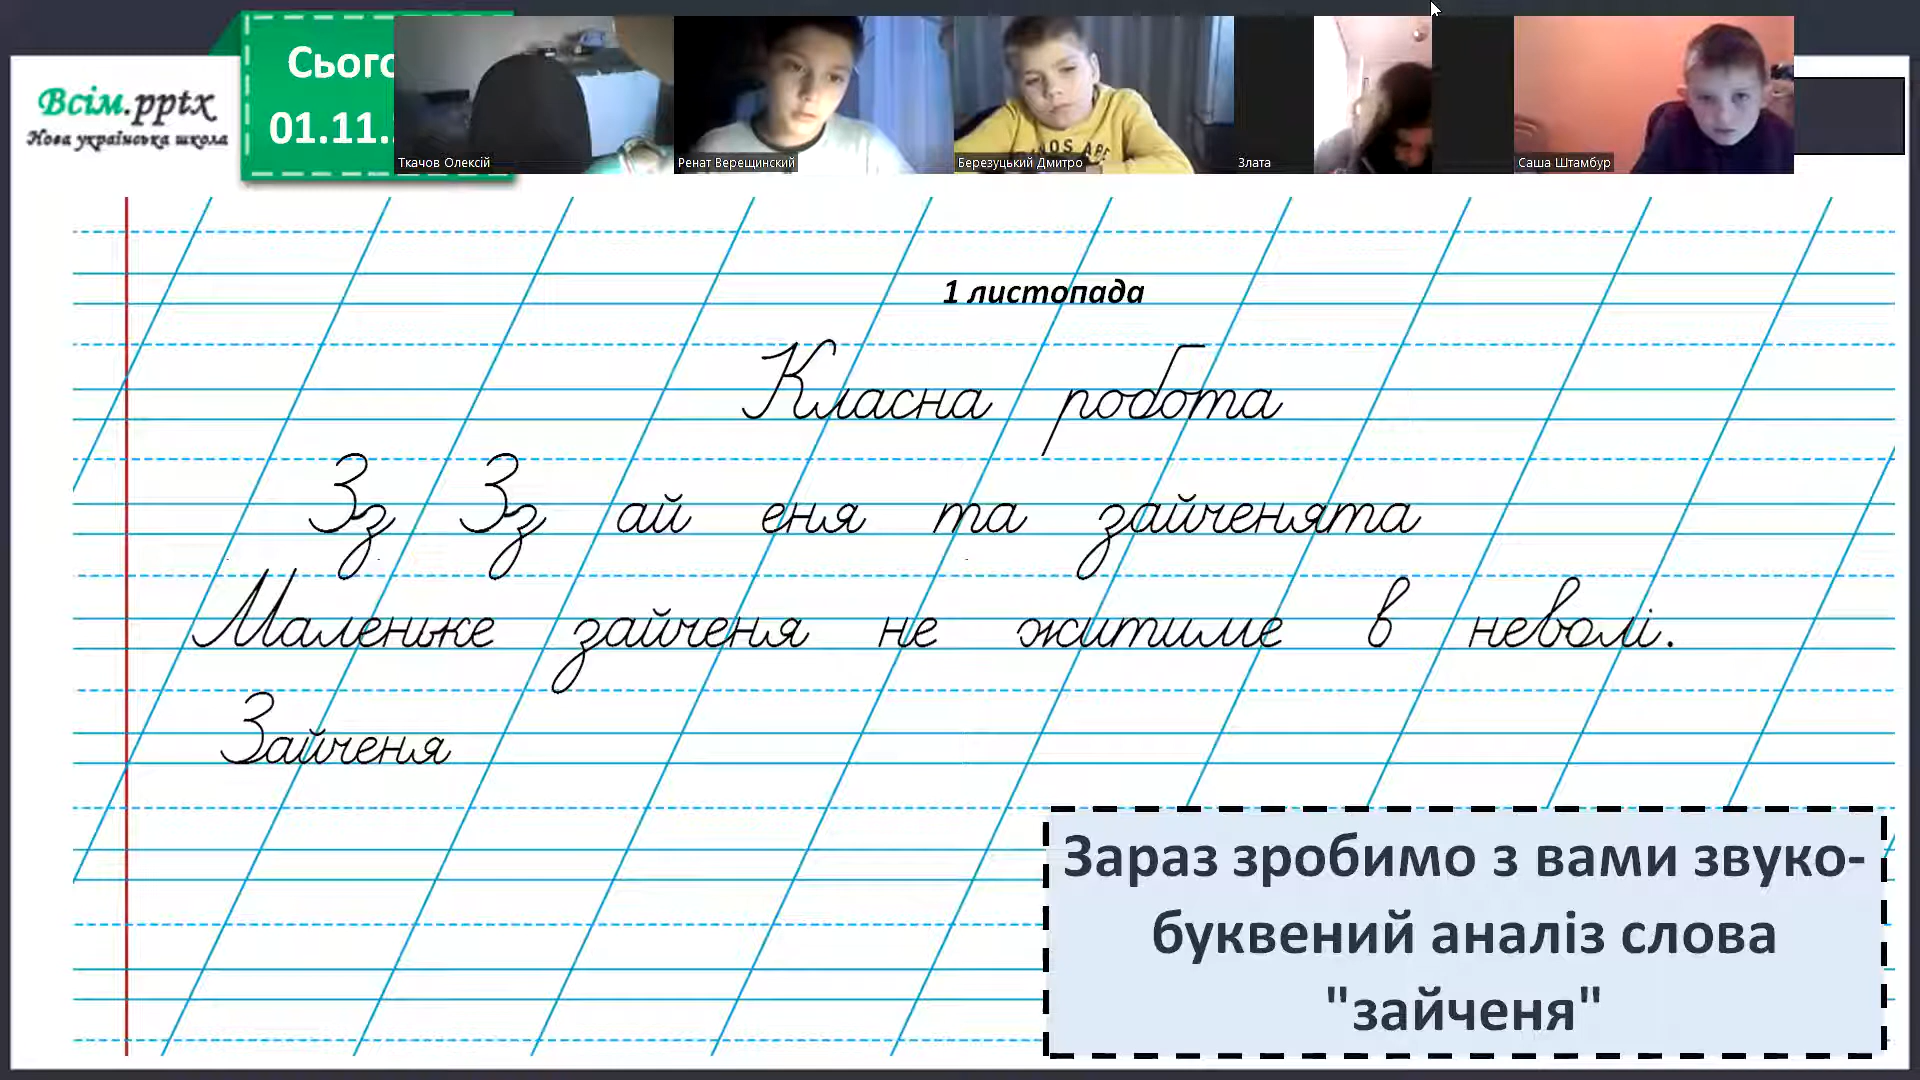 Всім.pptx
Нова українська школа
Сього
01.11.
Ткачов Олексій
Ренат Верещинский
Березуцький Дмитро
Злата
Саша Штамбур
1 листопада
Класна робота
Зз Зз ай еня та зайченята
Маленьке зайченя не житиме в неволі.
Зайченя
Зараз зробимо з вами звуко-
буквений аналіз слова
"зайченя"